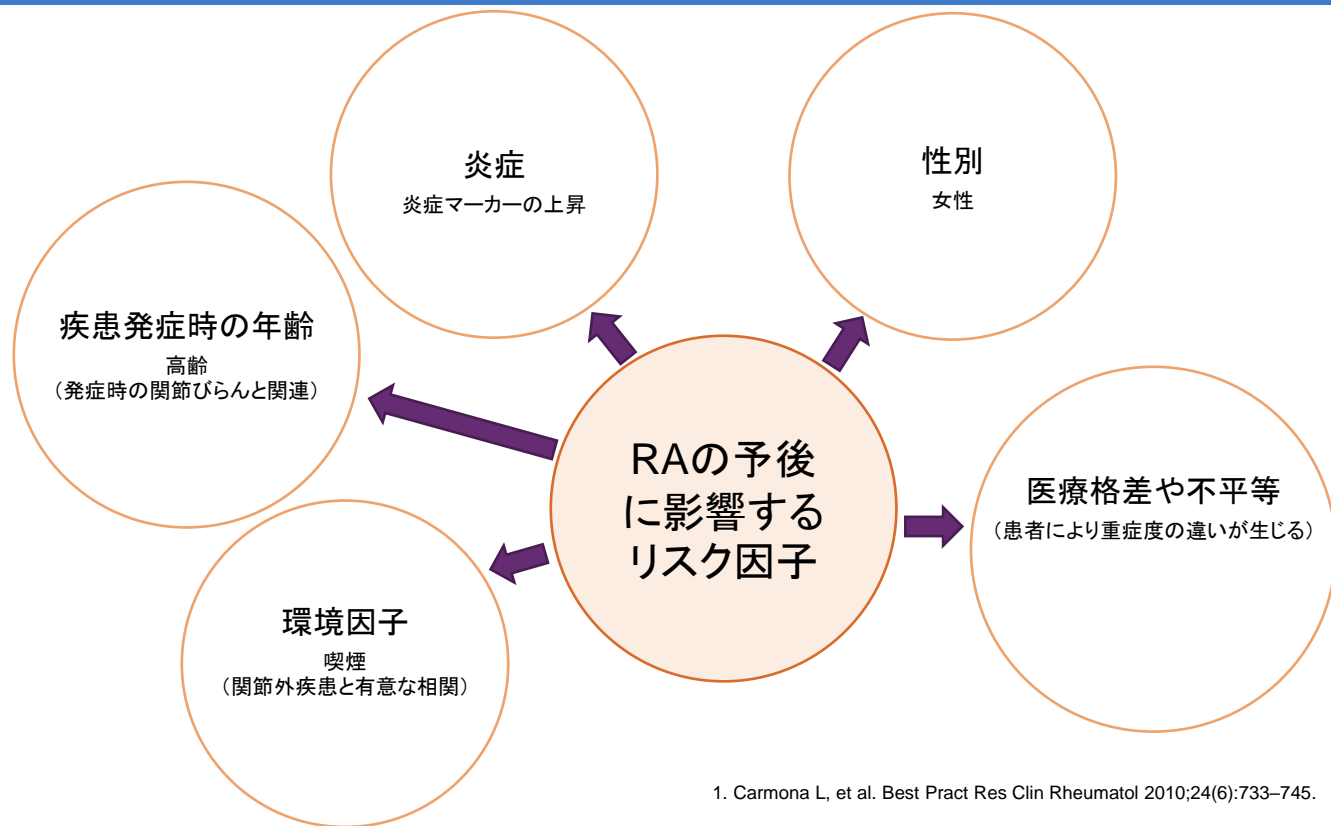 炎症
炎症マーカーの上昇
性別
女性
疾患発症時の年齢
高齢
（発症時の関節びらんと関連）
RAの予後
に影響する
リスク因子
医療格差や不平等
（患者により重症度の違いが生じる）
環境因子
喫煙
（関節外疾患と有意な相関）
1. Carmona L, et al. Best Pract Res Clin Rheumatol 2010;24(6):733–745.